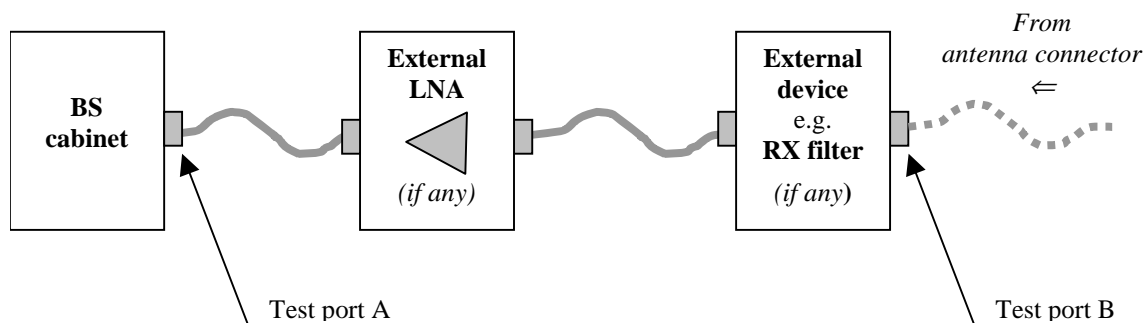 BS
cabinet
External
LNA
(if any)
External
device
e.g.
RX filter
(if any)
From
antenna connector
⇐
Test port A
Test port B